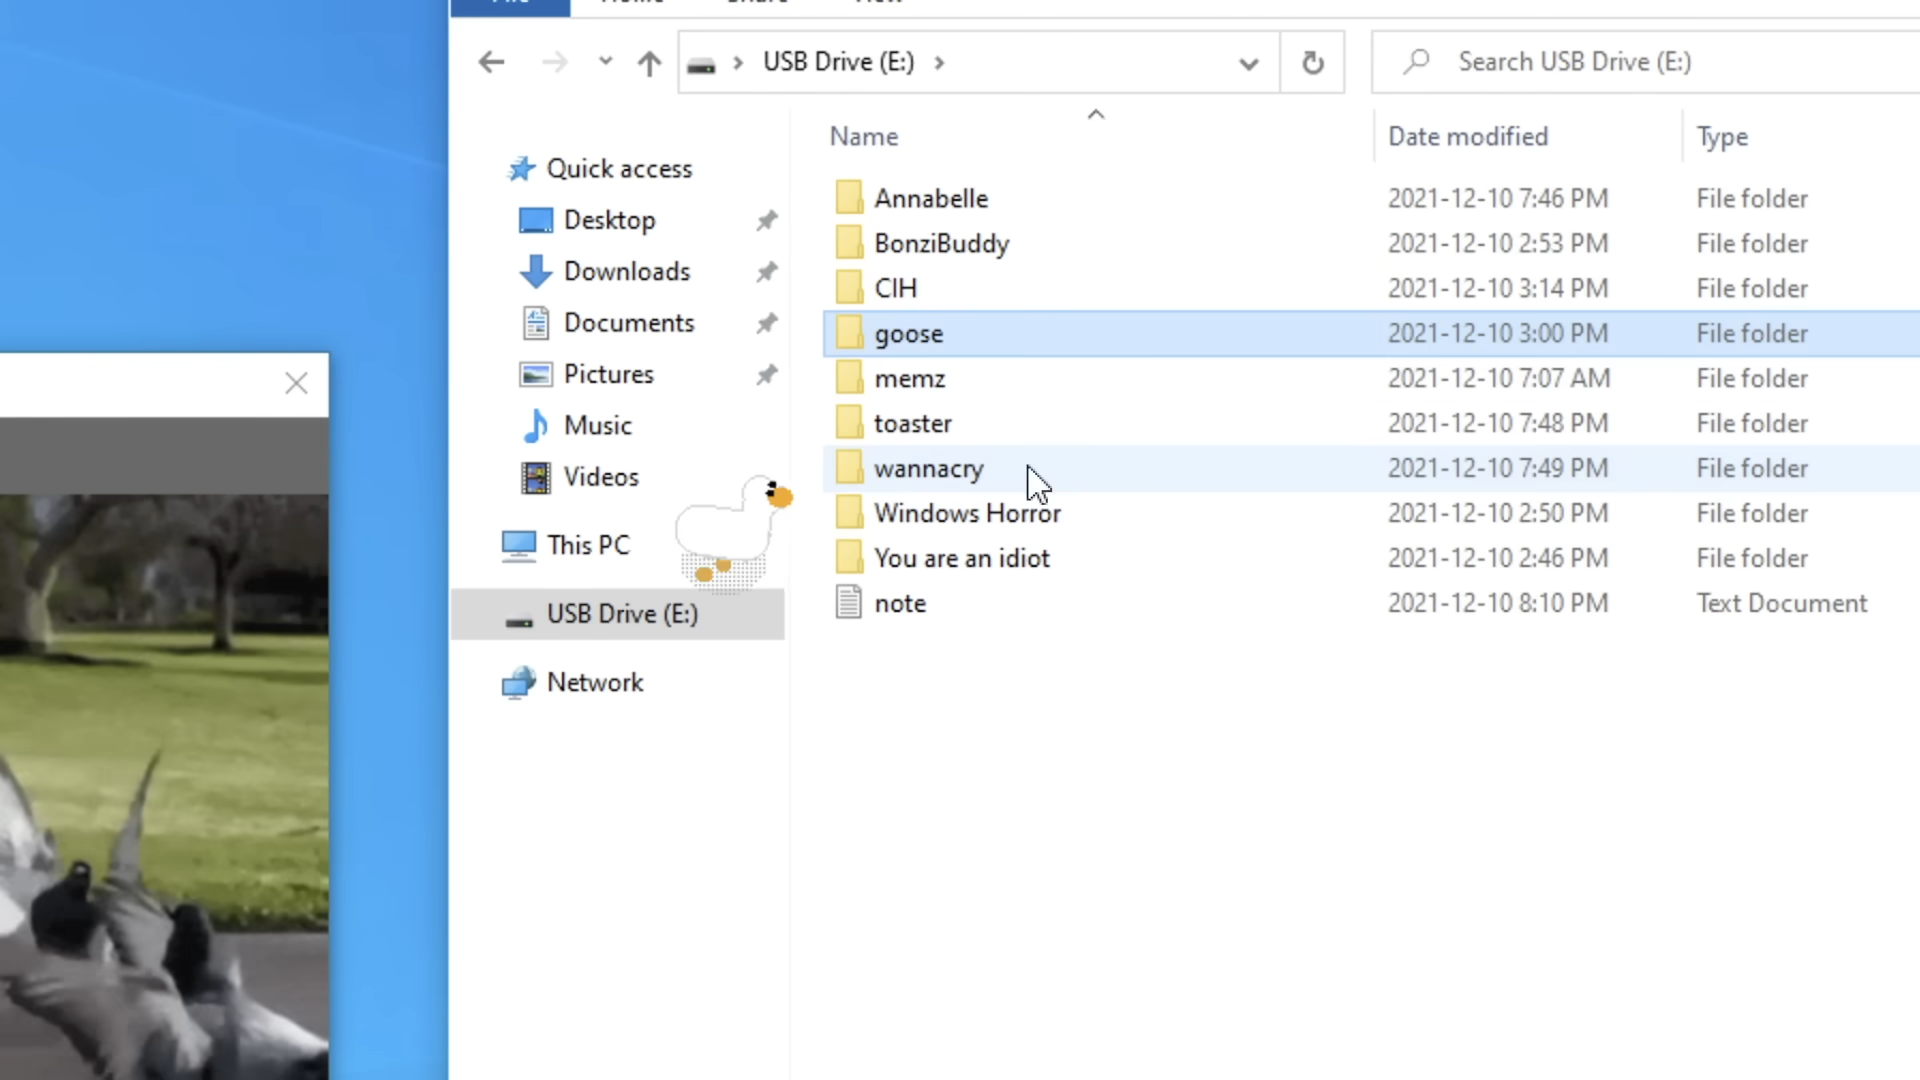 File Home Share View
USB Drive (E:)
Search USB Drive (E:)
Name Date modified Type
Quick access
Desktop
Downloads
Documents
Pictures
Music
Videos
This PC
USB Drive (E:)
Network
Annabelle 2021-12-10 7:46 PM File folder
BonziBuddy 2021-12-10 2:53 PM File folder
CIH 2021-12-10 3:14 PM File folder
goose 2021-12-10 3:00 PM File folder
memz 2021-12-10 7:07 AM File folder
toaster 2021-12-10 7:48 PM File folder
wannacry 2021-12-10 7:49 PM File folder
Windows Horror 2021-12-10 2:50 PM File folder
You are an idiot 2021-12-10 2:46 PM File folder
note 2021-12-10 8:10 PM Text Document